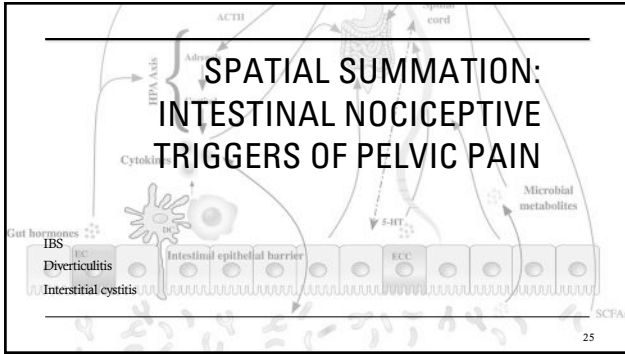 ACTH
Spinal
cord
HPA Axis
SPATIAL SUMMATION:
INTESTINAL NOCICEPTIVE
TRIGGERS OF PELVIC PAIN
Cytokines
Microbial
metabolites
Gut hormones
DC
5-HT
IBS
EC
Intestinal epithelial barrier
ECC
Diverticulitis
Interstitial cystitis
SCFA
25